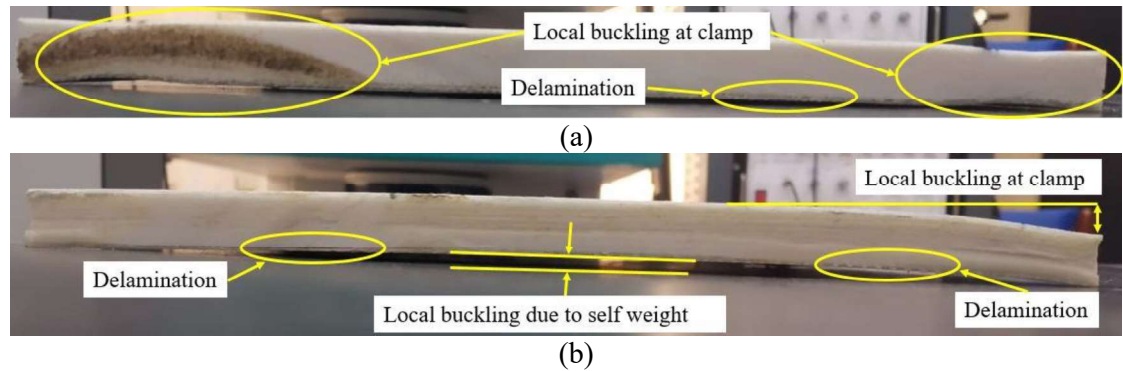 Local buckling at clamp
Delamination
(a)
Local buckling at clamp
Delamination
Delamination
Local buckling due to self weight
(b)